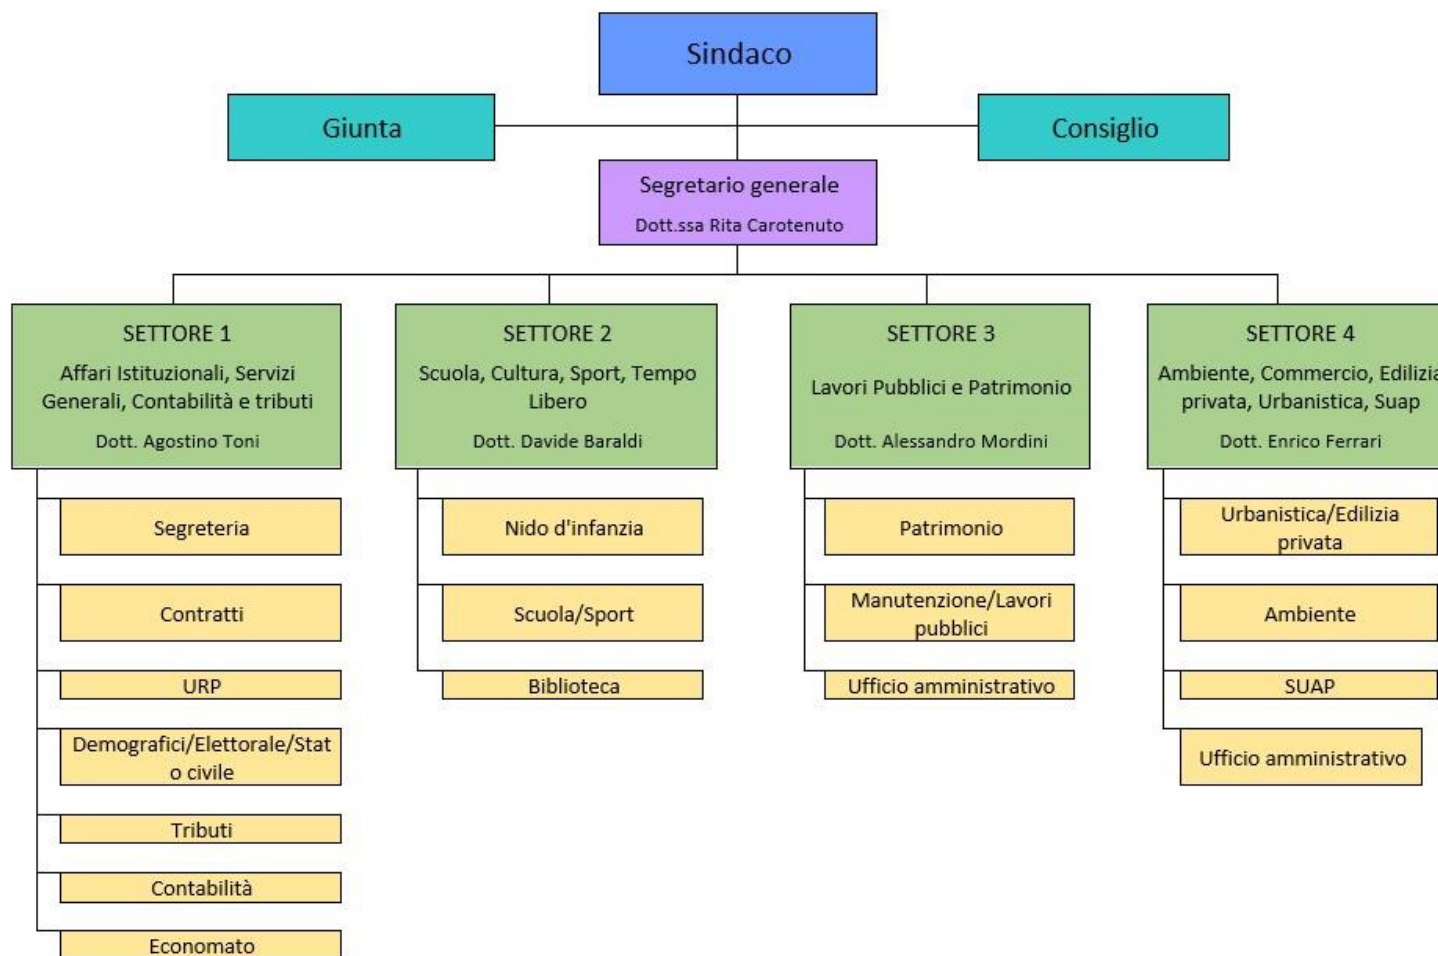 Sindaco
Giunta
Consiglio
Segretario generale
Dott.ssa Rita Carotenuto
SETTORE 1
Affari Istituzionali, Servizi
Generali, Contabilità e tributi
Dott. Agostino Toni
Segreteria
Contratti
URP
Demografici/Elettorale/Stat
o civile
Tributi
Contabilità
Economato
SETTORE 2
Scuola, Cultura, Sport, Tempo
Libero
Dott. Davide Baraldi
Nido d'infanzia
Scuola/Sport
Biblioteca
SETTORE 3
Lavori Pubblici e Patrimonio
Dott. Alessandro Mordini
Patrimonio
Manutenzione/Lavori
pubblici
Ufficio amministrativo
SETTORE 4
Ambiente, Commercio, Edilizia
privata, Urbanistica, Suap
Dott. Enrico Ferrari
Urbanistica/Edilizia
privata
Ambiente
SUAP
Ufficio amministrativo